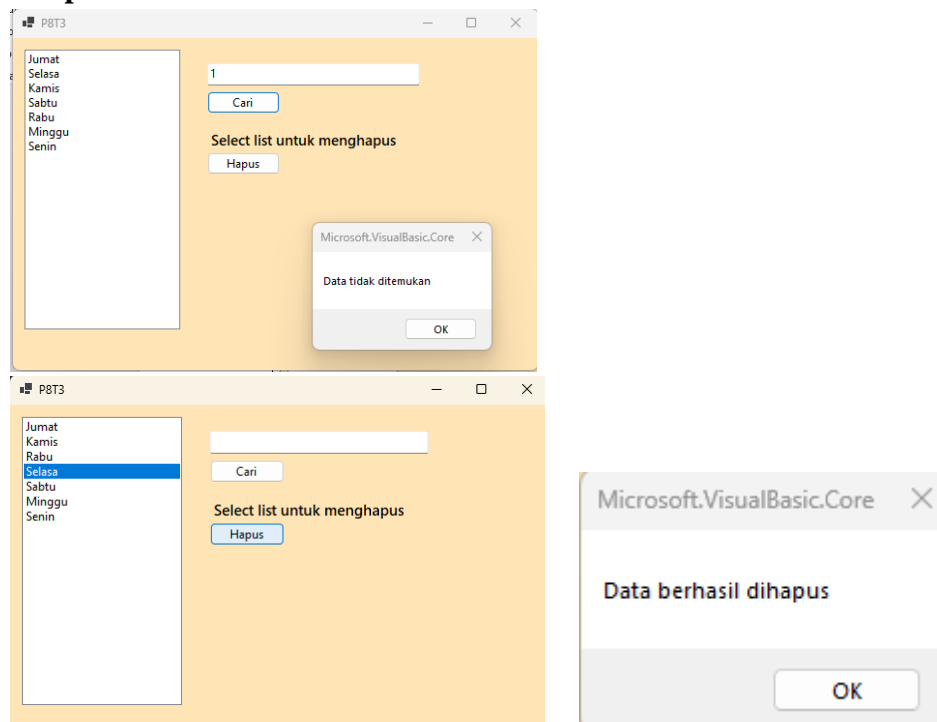 P8T3
Jumat
Selasa
Kamis
Sabtu
Rabu
Minggu
Senin
1
Cari
Select list untuk menghapus
Hapus
Microsoft.VisualBasic.Core
Data tidak ditemukan
OK
P8T3
Jumat
Kamis
Rabu
Selasa
Sabtu
Minggu
Senin
Cari
Select list untuk menghapus
Hapus
Microsoft.VisualBasic.Core
Data berhasil dihapus
OK